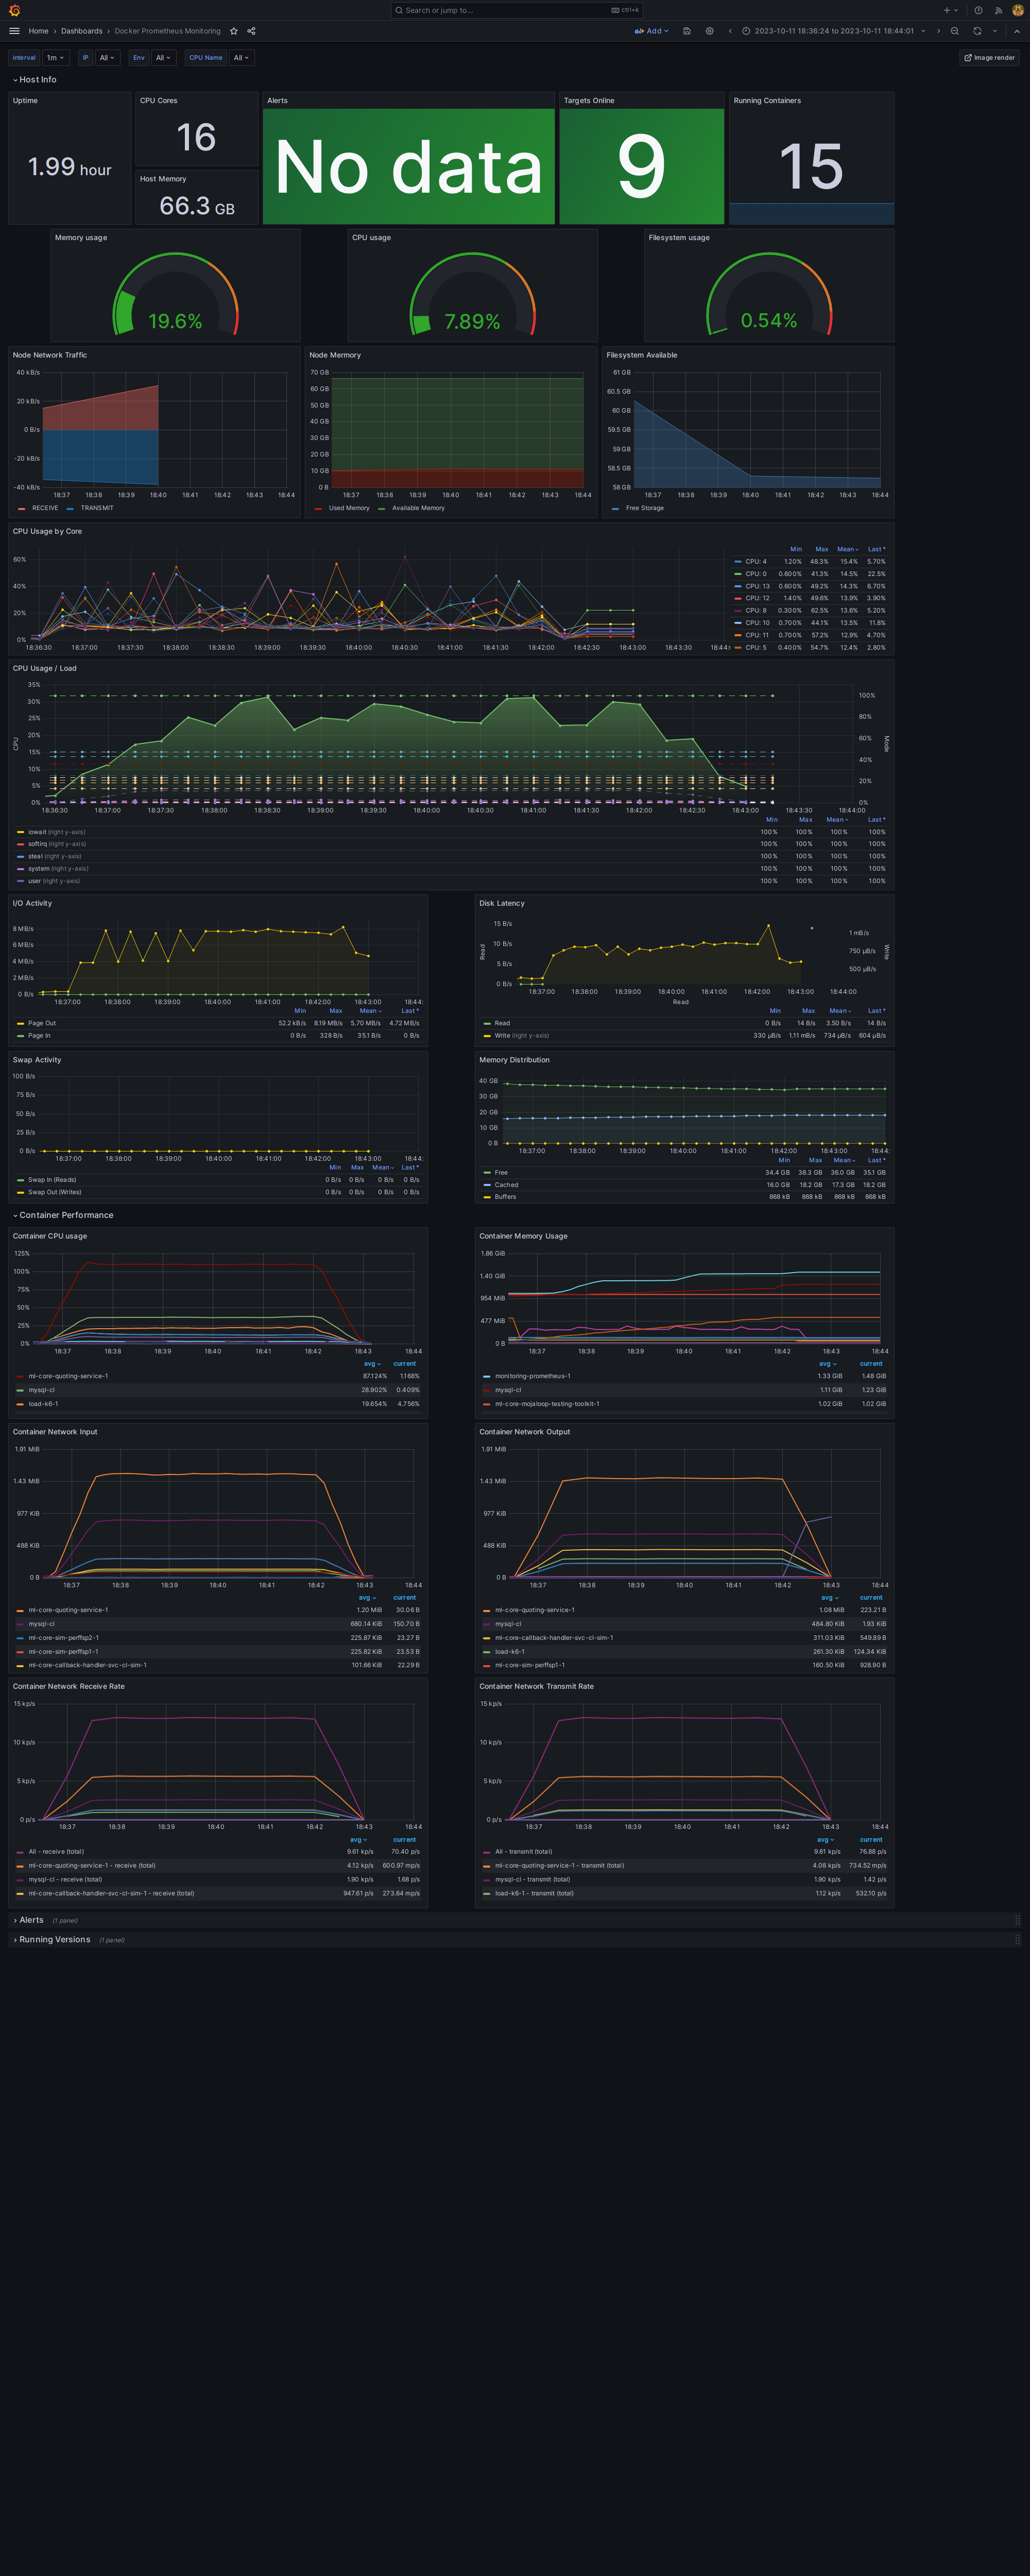 Search or jump to...
ctrl+k
Home › Dashboards › Docker Prometheus Monitoring
Add
2023-10-11 18:36:24 to 2023-10-11 18:44:01
Interval 1m IP All Env All CPU Name All
Image render
Host Info
Uptime
1.99 hour
CPU Cores
16
Host Memory
66.3 GB
Alerts
No data
Targets Online
9
Running Containers
15
Memory usage
19.6%
CPU usage
7.89%
Filesystem usage
0.54%
Node Network Traffic
40 kB/s
20 kB/s
0 B/s
-20 kB/s
-40 kB/s
18:37 18:38 18:39 18:40 18:41 18:42 18:43 18:44
RECEIVE TRANSMIT
Node Mermory
70 GB
60 GB
50 GB
40 GB
30 GB
20 GB
10 GB
0 B
18:37 18:38 18:39 18:40 18:41 18:42 18:43 18:44
Used Memory Available Memory
Filesystem Available
61 GB
60.5 GB
60 GB
59.5 GB
59 GB
58.5 GB
58 GB
18:37 18:38 18:39 18:40 18:41 18:42 18:43 18:44
Free Storage
CPU Usage by Core
60%
40%
20%
0%
18:36:30 18:37:00 18:37:30 18:38:00 18:38:30 18:39:00 18:39:30 18:40:00 18:40:30 18:41:00 18:41:30 18:42:00 18:42:30 18:43:00 18:43:30 18:44:
Min Max Mean Last *
CPU: 4 1.20% 48.3% 15.4% 5.70%
CPU: 0 0.600% 41.3% 14.5% 22.5%
CPU: 13 0.600% 49.2% 14.3% 6.70%
CPU: 12 1.40% 49.6% 13.9% 3.90%
CPU: 8 0.300% 62.5% 13.6% 5.20%
CPU: 10 0.700% 44.1% 13.5% 11.8%
CPU: 11 0.700% 57.2% 12.9% 4.70%
CPU: 5 0.400% 54.7% 12.4% 2.80%
CPU Usage / Load
CPU
35%
30%
25%
20%
15%
10%
5%
0%
100%
80%
60%
40%
20%
0%
Mode
18:36:30 18:37:00 18:37:30 18:38:00 18:38:30 18:39:00 18:39:30 18:40:00 18:40:30 18:41:00 18:41:30 18:42:00 18:42:30 18:43:00 18:43:30 18:44:00
Min Max Mean Last *
iowait (right y-axis) 100% 100% 100% 100%
softirq (right y-axis) 100% 100% 100% 100%
steal (right y-axis) 100% 100% 100% 100%
system (right y-axis) 100% 100% 100% 100%
user (right y-axis) 100% 100% 100% 100%
I/O Activity
8 MB/s
6 MB/s
4 MB/s
2 MB/s
0 B/s
18:37:00 18:38:00 18:39:00 18:40:00 18:41:00 18:42:00 18:43:00 18:44:
Min Max Mean Last *
Page Out 52.2 kB/s 8.19 MB/s 5.70 MB/s 4.72 MB/s
Page In 0 B/s 328 B/s 35.1 B/s 0 B/s
Disk Latency
Read
15 B/s
10 B/s
5 B/s
0 B/s
1 mB/s
750 µB/s
500 µB/s
Write
18:37:00 18:38:00 18:39:00 18:40:00 18:41:00 18:42:00 18:43:00 18:44:00
Read
Min Max Mean Last *
Read 0 B/s 14 B/s 3.50 B/s 14 B/s
Write (right y-axis) 330 µB/s 1.11 mB/s 734 µB/s 604 µB/s
Swap Activity
100 B/s
75 B/s
50 B/s
25 B/s
0 B/s
18:37:00 18:38:00 18:39:00 18:40:00 18:41:00 18:42:00 18:43:00 18:44:
Min Max Mean Last *
Swap In (Reads) 0 B/s 0 B/s 0 B/s 0 B/s
Swap Out (Writes) 0 B/s 0 B/s 0 B/s 0 B/s
Memory Distribution
40 GB
30 GB
20 GB
10 GB
0 B
18:37:00 18:38:00 18:39:00 18:40:00 18:41:00 18:42:00 18:43:00 18:44:
Min Max Mean Last *
Free 34.4 GB 38.3 GB 36.0 GB 35.1 GB
Cached 16.0 GB 18.2 GB 17.3 GB 18.2 GB
Buffers 868 kB 868 kB 868 kB 868 kB
Container Performance
Container CPU usage
125%
100%
75%
50%
25%
0%
18:37 18:38 18:39 18:40 18:41 18:42 18:43 18:44
avg current
ml-core-quoting-service-1 87.124% 1.168%
mysql-cl 28.902% 0.409%
load-k6-1 19.654% 4.756%
Container Memory Usage
1.86 GiB
1.40 GiB
954 MiB
477 MiB
0 B
18:37 18:38 18:39 18:40 18:41 18:42 18:43 18:44
avg current
monitoring-prometheus-1 1.33 GiB 1.48 GiB
mysql-cl 1.11 GiB 1.23 GiB
ml-core-mojaloop-testing-toolkit-1 1.02 GiB 1.02 GiB
Container Network Input
1.91 MiB
1.43 MiB
977 KiB
488 KiB
0 B
18:37 18:38 18:39 18:40 18:41 18:42 18:43 18:44
avg current
ml-core-quoting-service-1 1.20 MiB 30.06 B
mysql-cl 680.14 KiB 150.70 B
ml-core-sim-perffsp2-1 225.87 KiB 23.27 B
ml-core-sim-perffsp1-1 225.82 KiB 23.53 B
ml-core-callback-handler-svc-cl-sim-1 101.66 KiB 22.29 B
Container Network Output
1.91 MiB
1.43 MiB
977 KiB
488 KiB
0 B
18:37 18:38 18:39 18:40 18:41 18:42 18:43 18:44
avg current
ml-core-quoting-service-1 1.08 MiB 223.21 B
mysql-cl 484.80 KiB 1.93 KiB
ml-core-callback-handler-svc-cl-sim-1 311.03 KiB 549.89 B
load-k6-1 261.30 KiB 124.34 KiB
ml-core-sim-perffsp1-1 160.50 KiB 928.90 B
Container Network Receive Rate
15 kp/s
10 kp/s
5 kp/s
0 p/s
18:37 18:38 18:39 18:40 18:41 18:42 18:43 18:44
avg current
All - receive (total) 9.61 kp/s 70.40 p/s
ml-core-quoting-service-1 - receive (total) 4.12 kp/s 600.97 mp/s
mysql-cl - receive (total) 1.90 kp/s 1.68 p/s
ml-core-callback-handler-svc-cl-sim-1 - receive (total) 947.61 p/s 273.64 mp/s
Container Network Transmit Rate
15 kp/s
10 kp/s
5 kp/s
0 p/s
18:37 18:38 18:39 18:40 18:41 18:42 18:43 18:44
avg current
All - transmit (total) 9.61 kp/s 76.88 p/s
ml-core-quoting-service-1 - transmit (total) 4.08 kp/s 734.52 mp/s
mysql-cl - transmit (total) 1.90 kp/s 1.42 p/s
load-k6-1 - transmit (total) 1.12 kp/s 532.10 p/s
Alerts (1 panel)
Running Versions (1 panel)